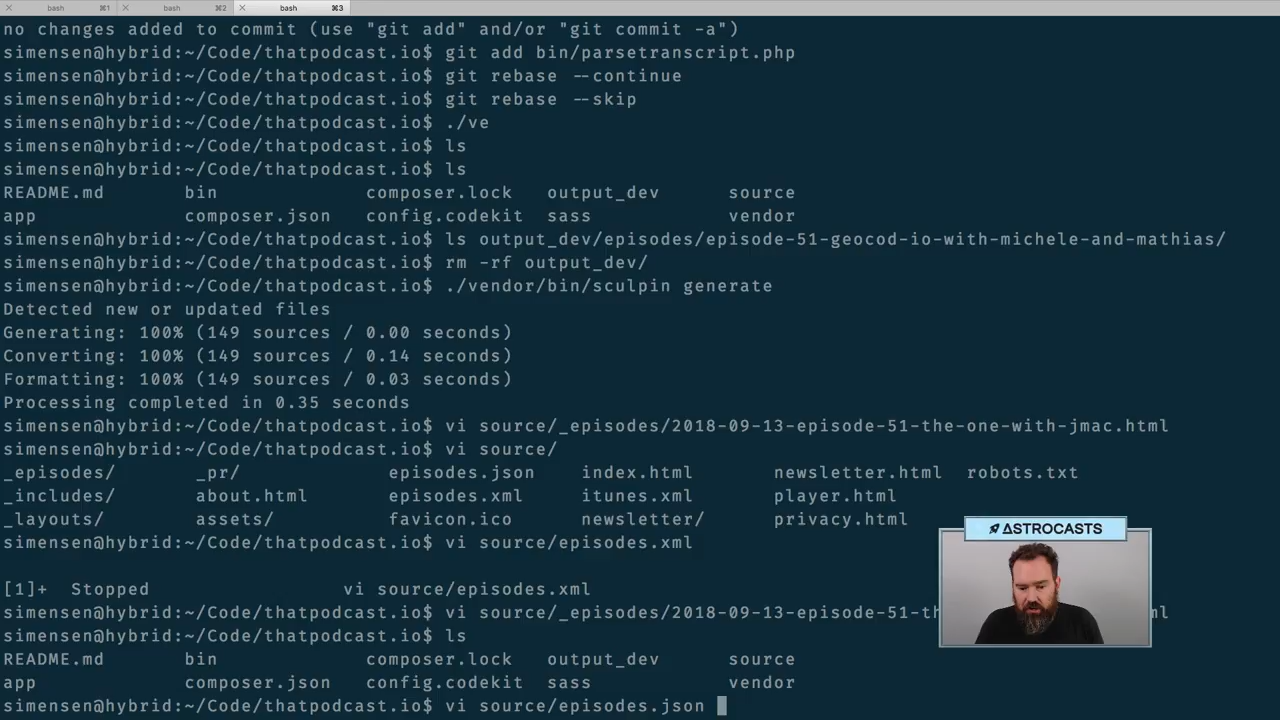 bash ⌘1 bash ⌘2 bash ⌘3
no changes added to commit (use "git add" and/or "git commit -a")
simensen@hybrid:~/Code/thatpodcast.io$ git add bin/parsetranscript.php
simensen@hybrid:~/Code/thatpodcast.io$ git rebase --continue
simensen@hybrid:~/Code/thatpodcast.io$ git rebase --skip
simensen@hybrid:~/Code/thatpodcast.io$ ./ve
simensen@hybrid:~/Code/thatpodcast.io$ ls
simensen@hybrid:~/Code/thatpodcast.io$ ls
README.md bin composer.lock output_dev source
app composer.json config.codekit sass vendor
simensen@hybrid:~/Code/thatpodcast.io$ ls output_dev/episodes/episode-51-geocod-io-with-michele-and-mathias/
simensen@hybrid:~/Code/thatpodcast.io$ rm -rf output_dev/
simensen@hybrid:~/Code/thatpodcast.io$ ./vendor/bin/sculpin generate
Detected new or updated files
Generating: 100% (149 sources / 0.00 seconds)
Converting: 100% (149 sources / 0.14 seconds)
Formatting: 100% (149 sources / 0.03 seconds)
Processing completed in 0.35 seconds
simensen@hybrid:~/Code/thatpodcast.io$ vi source/_episodes/2018-09-13-episode-51-the-one-with-jmac.html
simensen@hybrid:~/Code/thatpodcast.io$ vi source/
_episodes/ _pr/ episodes.json index.html newsletter.html robots.txt
_includes/ about.html episodes.xml itunes.xml player.html
_layouts/ assets/ favicon.ico newsletter/ privacy.html
simensen@hybrid:~/Code/thatpodcast.io$ vi source/episodes.xml
ΔSTROCASTS
[1]+ Stopped vi source/episodes.xml
simensen@hybrid:~/Code/thatpodcast.io$ vi source/_episodes/2018-09-13-episode-51-th ml
simensen@hybrid:~/Code/thatpodcast.io$ ls
README.md bin composer.lock output_dev source
app composer.json config.codekit sass vendor
simensen@hybrid:~/Code/thatpodcast.io$ vi source/episodes.json